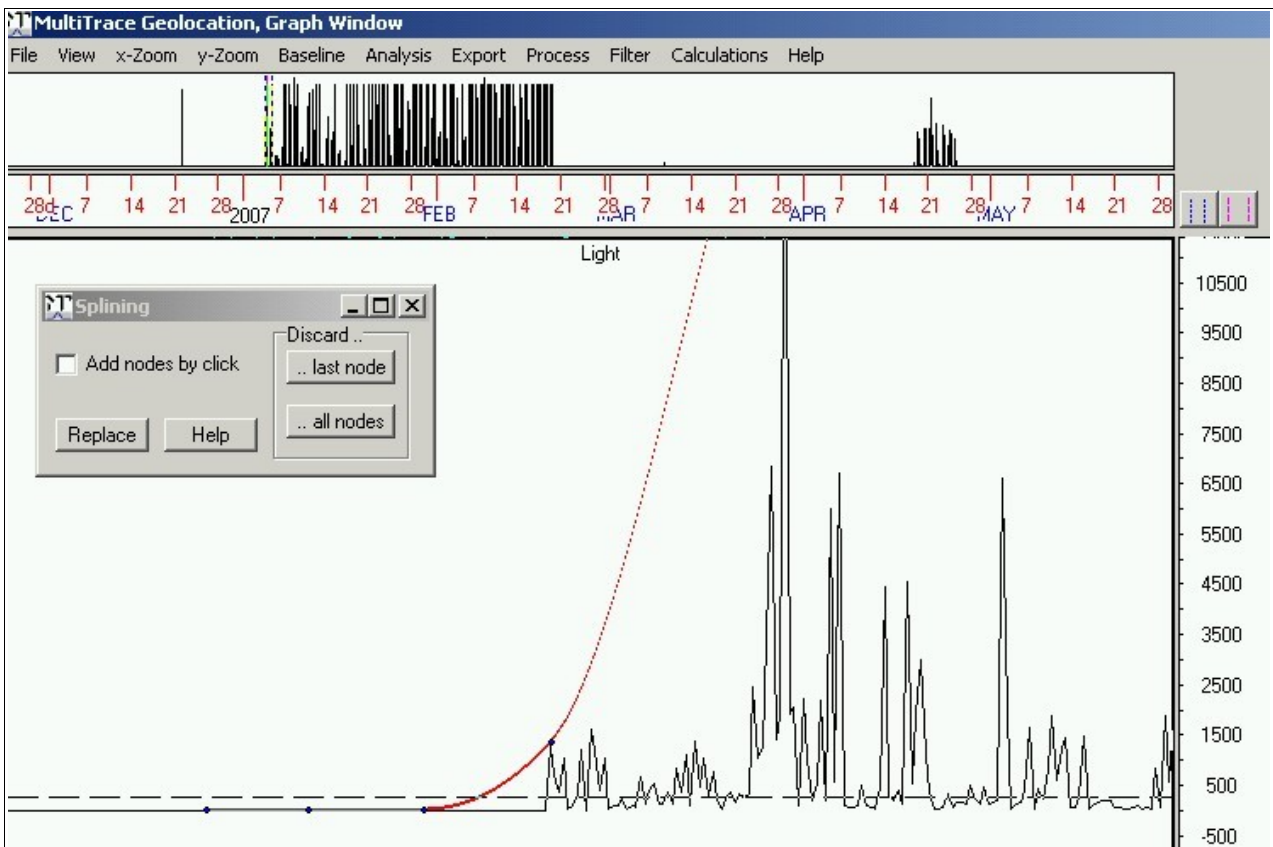 MultiTrace Geolocation, Graph Window
File View x-Zoom y-Zoom Baseline Analysis Export Process Filter Calculations Help
28 DEC 7 14 21 28 2007 7 14 21 28 FEB 7 14 21 28 MAR 7 14 21 28 APR 7 14 21 28 MAY 7 14 21 28
Light
Splining
Discard ..
Add nodes by click
.. last node
.. all nodes
Replace Help
10500
9500
8500
7500
6500
5500
4500
3500
2500
1500
500
-500